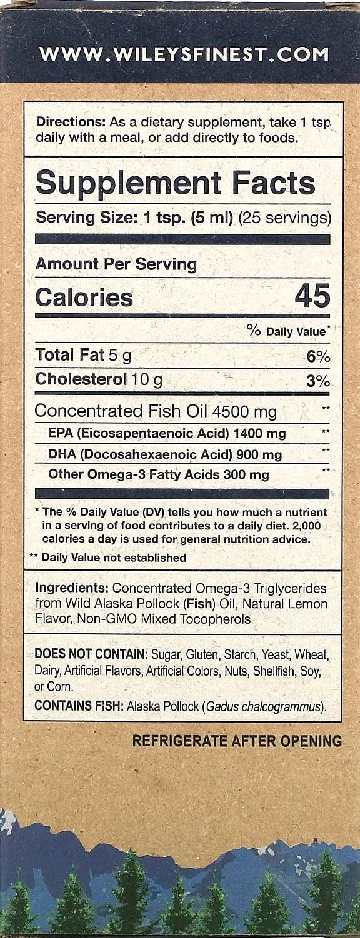 WWW.WILEYSFINEST.COM
Directions: As a dietary supplement, take 1 tsp
daily with a meal, or add directly to foods.
Supplement Facts
Serving Size: 1 tsp. (5 ml) (25 servings)
Amount Per Serving
Calories 45
% Daily Value*
Total Fat 5 g 6%
Cholesterol 10 g 3%
Concentrated Fish Oil 4500 mg **
EPA (Eicosapentaenoic Acid) 1400 mg **
DHA (Docosahexaenoic Acid) 900 mg **
Other Omega-3 Fatty Acids 300 mg **
* The % Daily Value (DV) tells you how much a nutrient
in a serving of food contributes to a daily diet. 2,000
calories a day is used for general nutrition advice.
** Daily Value not established
Ingredients: Concentrated Omega-3 Triglycerides
from Wild Alaska Pollock (Fish) Oil, Natural Lemon
Flavor, Non-GMO Mixed Tocopherols
DOES NOT CONTAIN: Sugar, Gluten, Starch, Yeast, Wheat,
Dairy, Artificial Flavors, Artificial Colors, Nuts, Shellfish, Soy,
or Corn.
CONTAINS FISH: Alaska Pollock (Gadus chalcogrammus).
REFRIGERATE AFTER OPENING